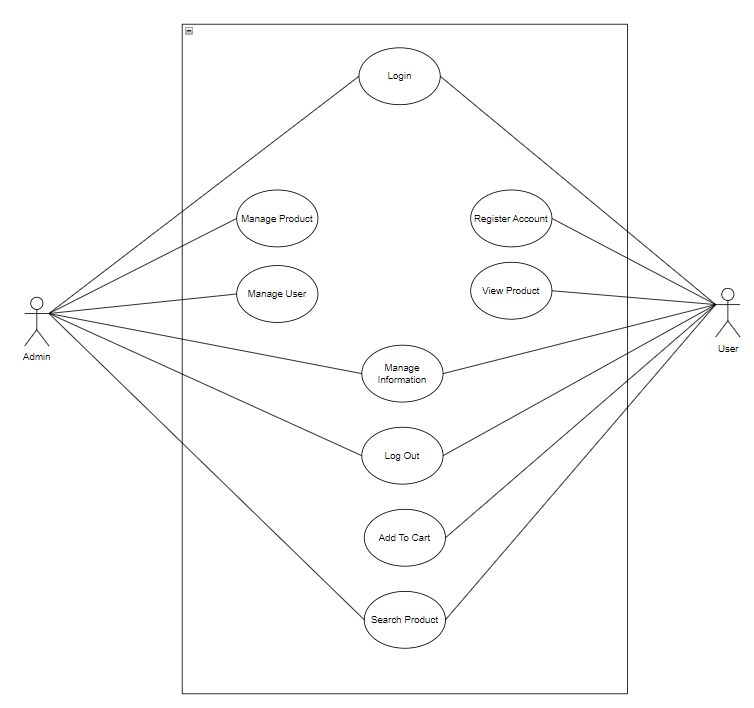 Login
Manage Product
Register Account
Manage User
View Product
Admin
User
Manage
Information
Log Out
Add To Cart
Search Product